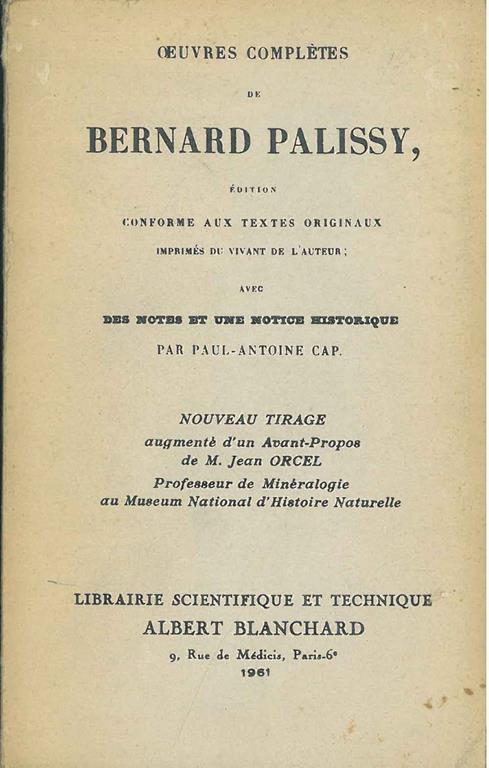 ŒUVRES COMPLÈTES
DE
BERNARD PALISSY,
ÉDITION
CONFORME AUX TEXTES ORIGINAUX
IMPRIMÉS DU VIVANT DE L'AUTEUR;
AVEC
DES NOTES ET UNE NOTICE HISTORIQUE
PAR PAUL-ANTOINE CAP.
NOUVEAU TIRAGE
augmenté d'un Avant-Propos
de M. Jean ORCEL
Professeur de Minéralogie
au Museum National d'Histoire Naturelle
LIBRAIRIE SCIENTIFIQUE ET TECHNIQUE
ALBERT BLANCHARD
9, Rue de Médicis, Paris-6e
1961